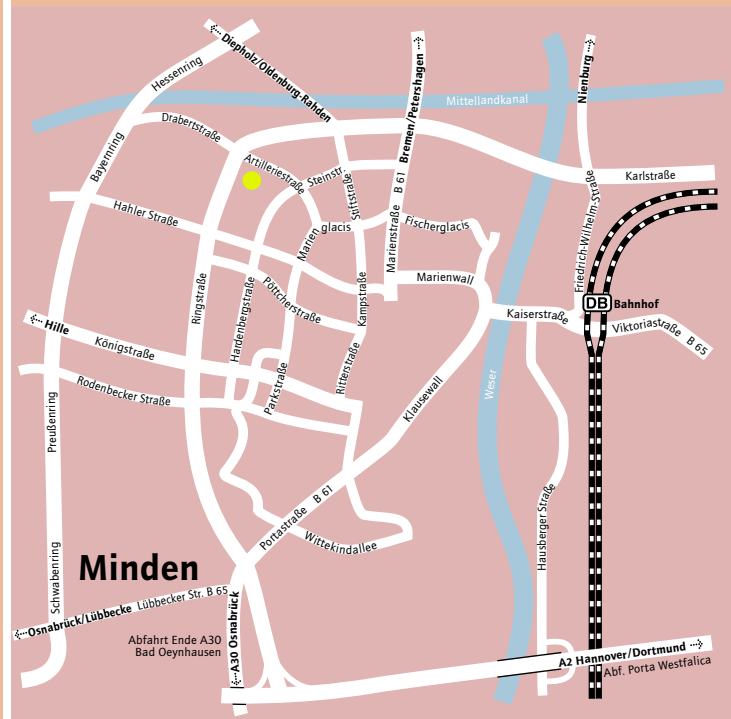 Diepholz/Oldenburg-Rahden
Bremen/Petershagen
Nienburg
Hessenring
Mittellandkanal
Drabertstraße
Bayernring
Artilleriestraße
Steinstr.
Stiftsstraße
B 61
Karlstraße
Hahler Straße
Marien glacis
Marienstraße
Fischerglacis
Friedrich-Wilhelm-Straße
Marienwall
Ringstraße
Hardenbergstraße
Pöttcherstraße
Kampstraße
DB Bahnhof
Kaiserstraße
Viktoriastraße B 65
Hille
Königstraße
Rodenbecker Straße
Parkstraße
Ritterstraße
Klausewall
Weser
Preußenring
Portastraße B 61
Wittekindallee
Hausberger Straße
Minden
Schwabenring
Osnabrück/Lübbecke Lübbecker Str. B 65
A30 Osnabrück
Abfahrt Ende A30
Bad Oeynhausen
A2 Hannover/Dortmund
Abf. Porta Westfalica